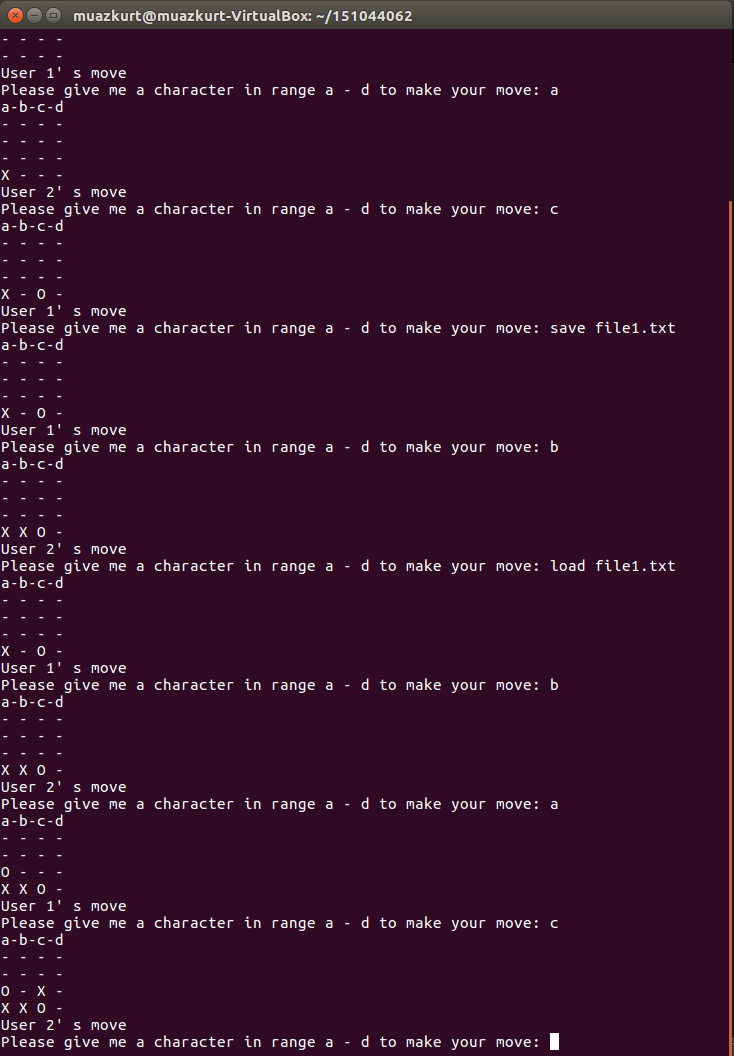 muazkurt@muazkurt-VirtualBox: ~/151044062
- - - -
- - - -
User 1' s move
Please give me a character in range a - d to make your move: a
a-b-c-d
- - - -
- - - -
- - - -
X - - -
User 2' s move
Please give me a character in range a - d to make your move: c
a-b-c-d
- - - -
- - - -
- - - -
X - O -
User 1' s move
Please give me a character in range a - d to make your move: save file1.txt
a-b-c-d
- - - -
- - - -
- - - -
X - O -
User 1' s move
Please give me a character in range a - d to make your move: b
a-b-c-d
- - - -
- - - -
- - - -
X X O -
User 2' s move
Please give me a character in range a - d to make your move: load file1.txt
a-b-c-d
- - - -
- - - -
- - - -
X - O -
User 1' s move
Please give me a character in range a - d to make your move: b
a-b-c-d
- - - -
- - - -
- - - -
X X O -
User 2' s move
Please give me a character in range a - d to make your move: a
a-b-c-d
- - - -
- - - -
O - - -
X X O -
User 1' s move
Please give me a character in range a - d to make your move: c
a-b-c-d
- - - -
- - - -
O - X -
X X O -
User 2' s move
Please give me a character in range a - d to make your move: